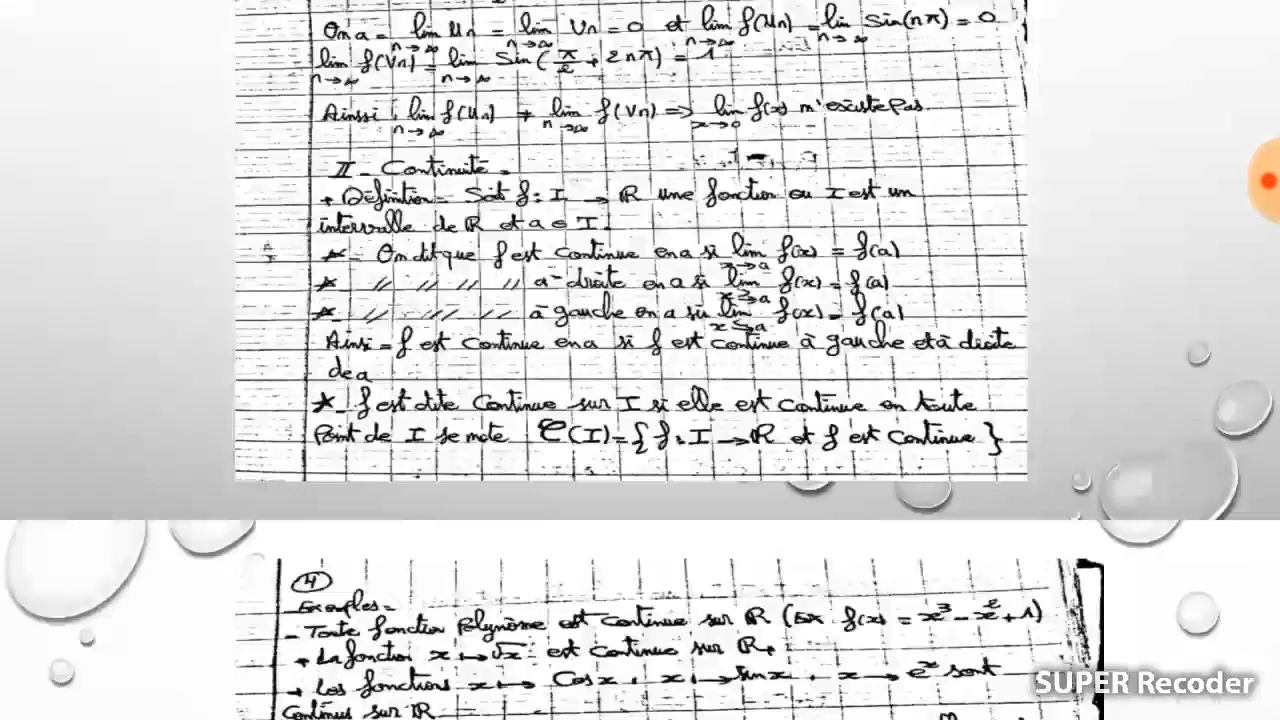 On a = lim Un = lim Vn = 0 et lim f(Un) = lim Sin(nπ) = 0
n→∞ n→∞ n→∞ n→∞
lim f(Vn) = lim Sin(π/2 + 2nπ) = 1
n→∞ n→∞
Ainsi lim f(Un) ≠ lim f(Vn) ⇒ lim f(x) n'existe pas
n→∞ n→∞ x→0
II - Continuité =
+ Définition = Soit f : I → ℝ une fonction ou I est un
intervalle de ℝ et a ∈ I.
* - On dit que f est continue en a si lim f(x) = f(a)
x→a
* // // // // a-droite en a si lim f(x) = f(a)
x>→a
* - // // // // à gauche en a si lim f(x) = f(a)
x<→a
Ainsi = f est continue en a si f est continue à gauche et à droite
de a
* - f est dite continue sur I si elle est continue en toute
Point de I se note C(I) = { f : I → ℝ et f est continue }
4
Exemples =
- Toute fonction Polynôme est continue sur ℝ (Ex f(x) = x³ - x² + 1)
+ La fonction x ↦ √x est continue sur ℝ+
+ Les fonctions x ↦ Cos x, x ↦ sin x, x → eˣ sont
Continus sur ℝ
SUPER Recoder